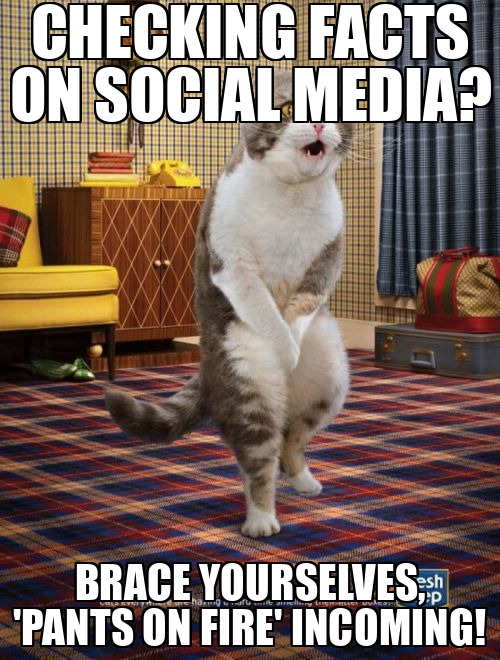 CHECKING FACTS
ON SOCIAL MEDIA?
BRACE YOURSELVES,
'PANTS ON FIRE' INCOMING!